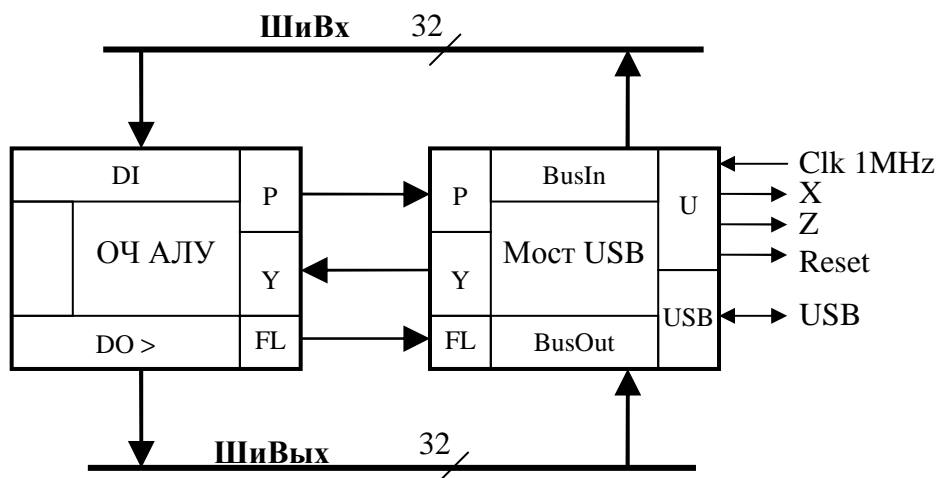 ШиВх 32
DI P P BusIn U Clk 1MHz
X
ОЧ АЛУ Мост USB Z
Y Y Reset
DO > FL FL BusOut USB USB
ШиВых 32